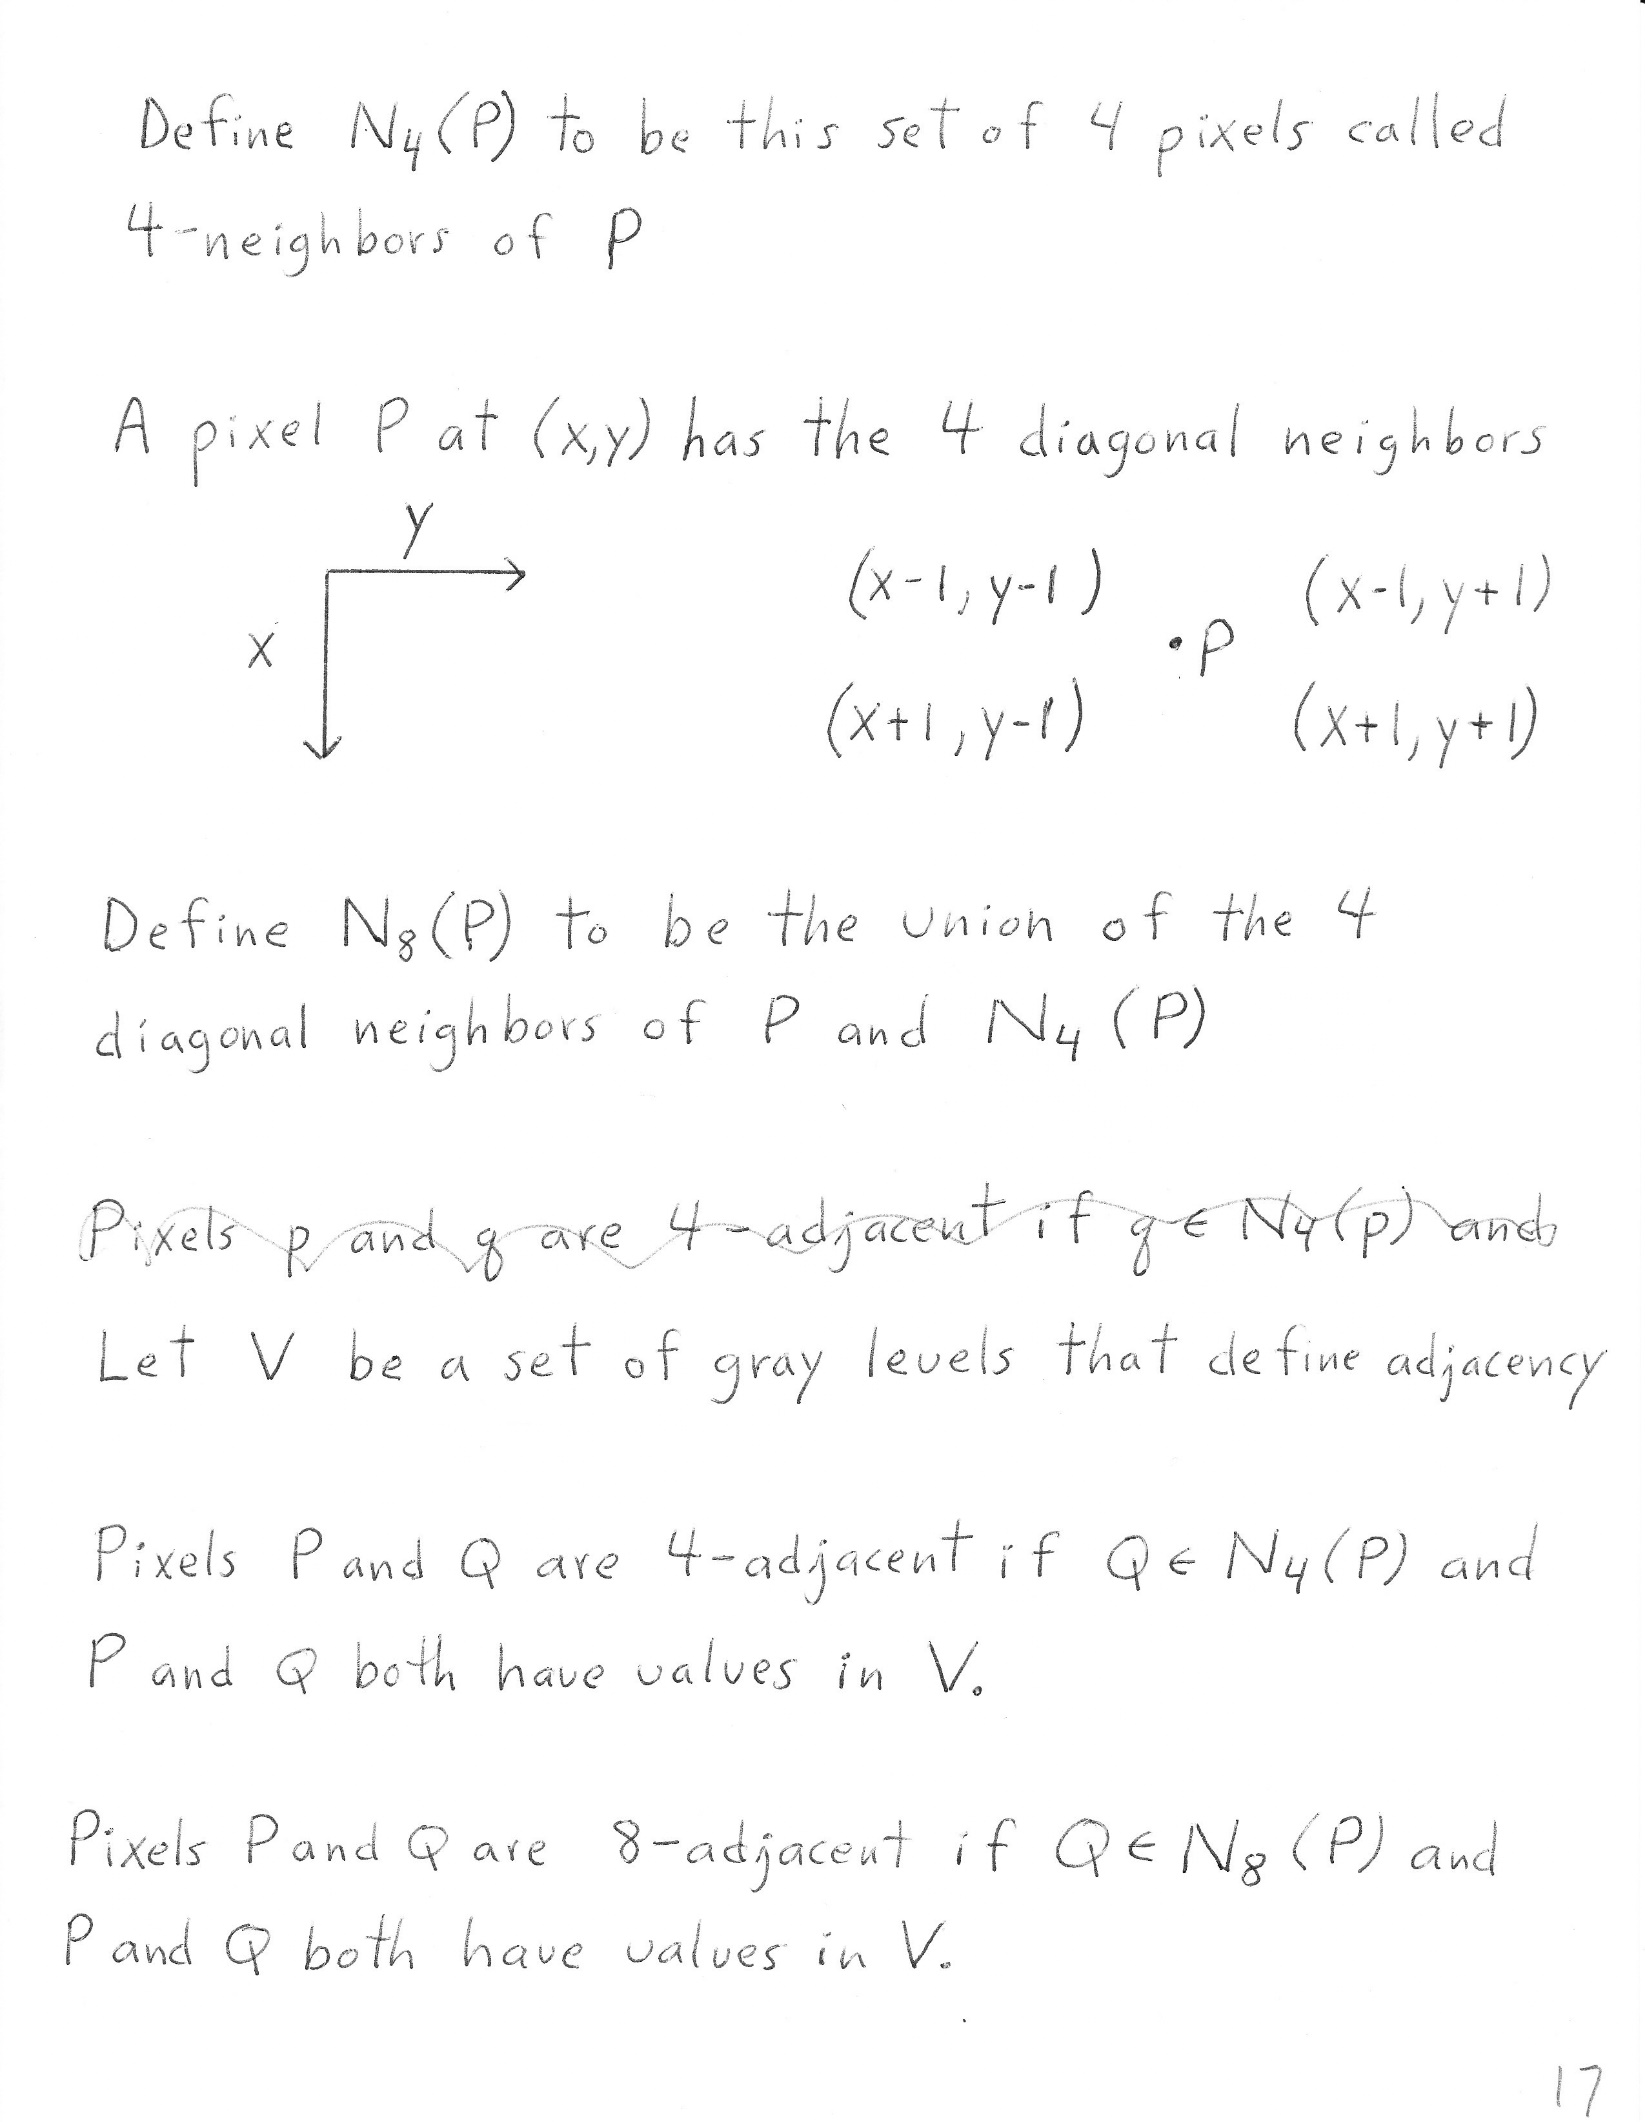 Define N₄(P) to be this set of 4 pixels called
4-neighbors of P
A pixel P at (x,y) has the 4 diagonal neighbors
y
x
(x-1, y-1) (x-1, y+1)
·P
(x+1, y-1) (x+1, y+1)
Define N₈(P) to be the union of the 4
diagonal neighbors of P and N₄(P)
Pixels p and q are 4-adjacent if q ∈ N₄(p) and
Let V be a set of gray levels that define adjacency
Pixels P and Q are 4-adjacent if Q ∈ N₄(P) and
P and Q both have values in V.
Pixels P and Q are 8-adjacent if Q ∈ N₈(P) and
P and Q both have values in V.
17